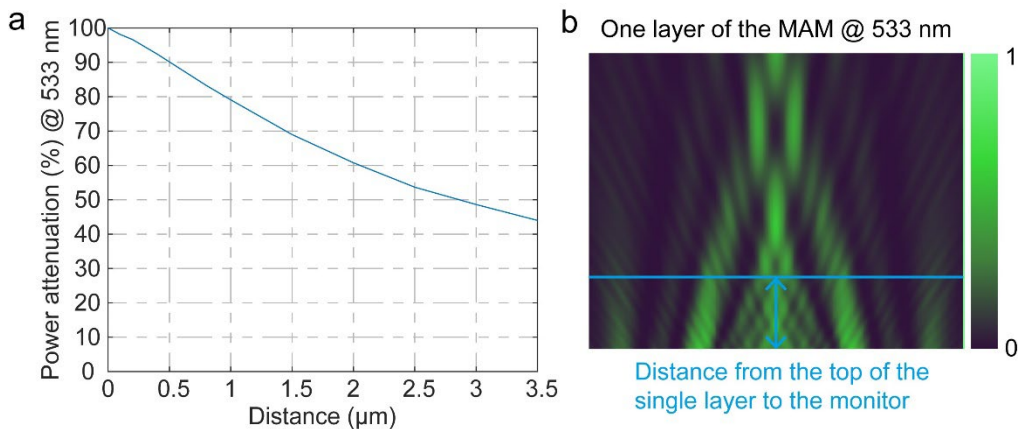 a
Power attenuation (%) @ 533 nm
100
90
80
70
60
50
40
30
20
10
0
0 0.5 1 1.5 2 2.5 3 3.5
Distance (μm)
b
One layer of the MAM @ 533 nm
1
0
Distance from the top of the
single layer to the monitor